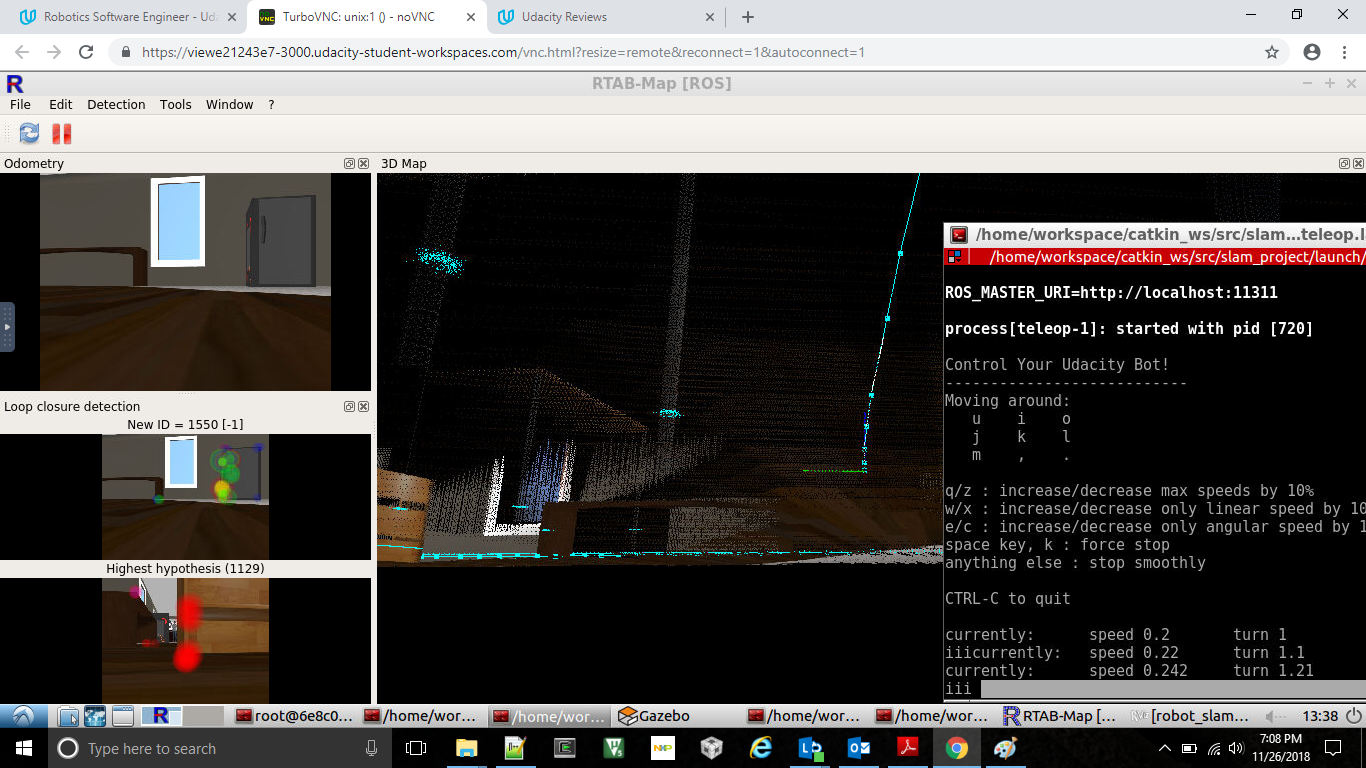 Robotics Software Engineer - Uda
TurboVNC: unix:1 () - noVNC
Udacity Reviews
https://viewe21243e7-3000.udacity-student-workspaces.com/vnc.html?resize=remote&reconnect=1&autoconnect=1
RTAB-Map [ROS]
File Edit Detection Tools Window ?
Odometry
3D Map
Loop closure detection
New ID = 1550 [-1]
Highest hypothesis (1129)
/home/workspace/catkin_ws/src/slam...teleop.l
/home/workspace/catkin_ws/src/slam_project/launch/
ROS_MASTER_URI=http://localhost:11311
process[teleop-1]: started with pid [720]
Control Your Udacity Bot!
---------------------------
Moving around:
u i o
j k l
m , .
q/z : increase/decrease max speeds by 10%
w/x : increase/decrease only linear speed by 10
e/c : increase/decrease only angular speed by 1
space key, k : force stop
anything else : stop smoothly
CTRL-C to quit
currently: speed 0.2 turn 1
iiicurrently: speed 0.22 turn 1.1
currently: speed 0.242 turn 1.21
iii
root@6e8c0...
/home/wor...
/home/wor...
Gazebo
/home/wor...
/home/wor...
RTAB-Map [...
[robot_slam...
13:38
Type here to search
7:08 PM
11/26/2018